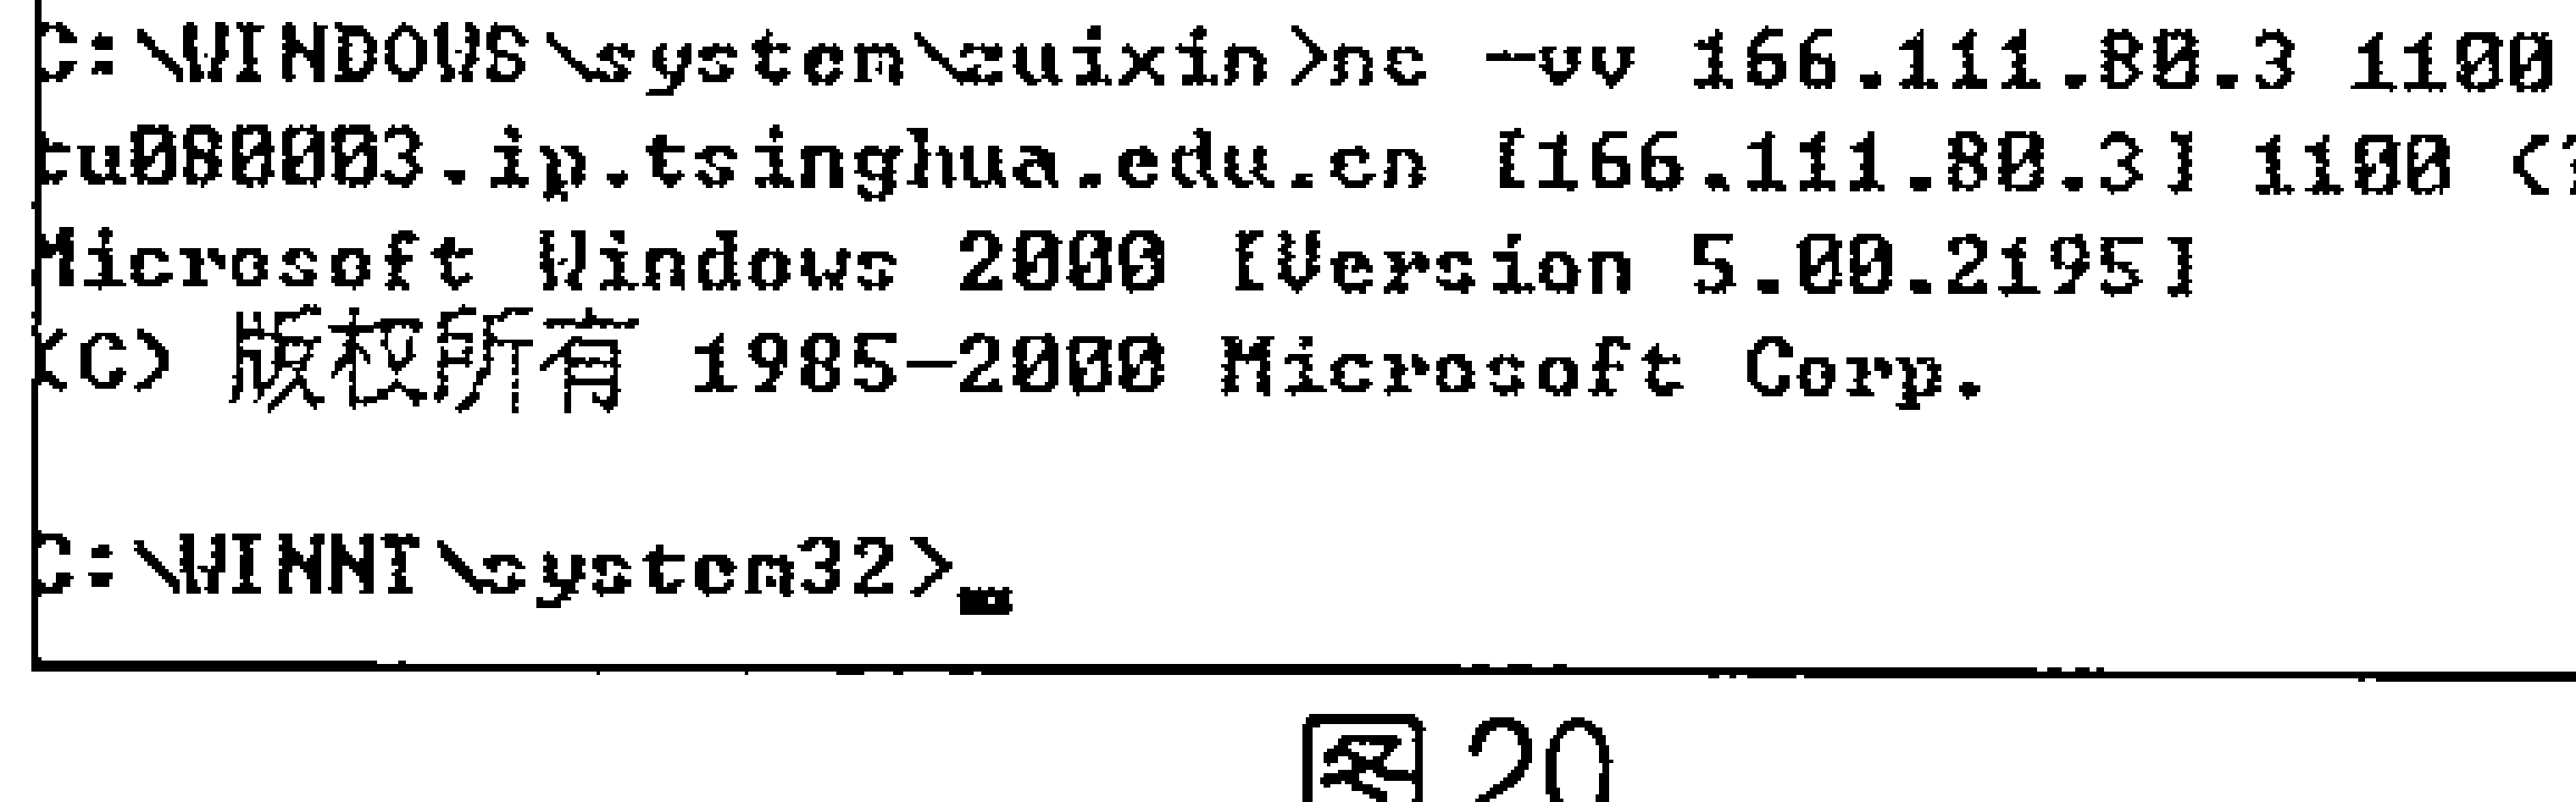 C:\WINDOWS\system\zuixin>nc -vv 166.111.80.3 1100
tu080003.ip.tsinghua.edu.cn [166.111.80.3] 1100 (?
Microsoft Windows 2000 [Version 5.00.2195]
(C) 版权所有 1985-2000 Microsoft Corp.
C:\WINNT\system32>_
图 20